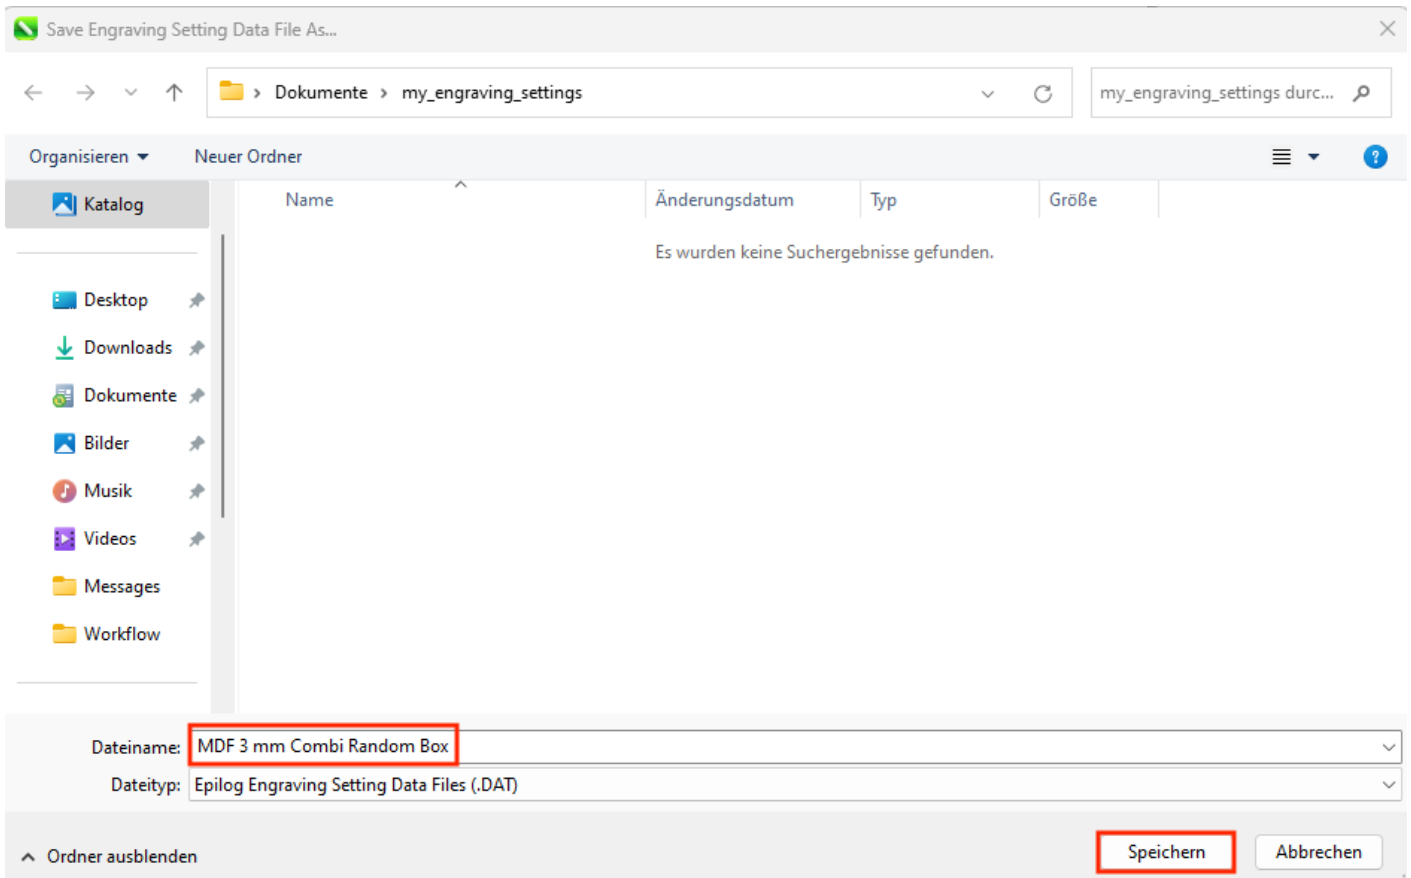 Save Engraving Setting Data File As...
Dokumente > my_engraving_settings
my_engraving_settings durc...
Organisieren
Neuer Ordner
?
Katalog
Name
Änderungsdatum
Typ
Größe
Es wurden keine Suchergebnisse gefunden.
Desktop
Downloads
Dokumente
Bilder
Musik
Videos
Messages
Workflow
Dateiname: MDF 3 mm Combi Random Box
Dateityp: Epilog Engraving Setting Data Files (.DAT)
Ordner ausblenden
Speichern
Abbrechen